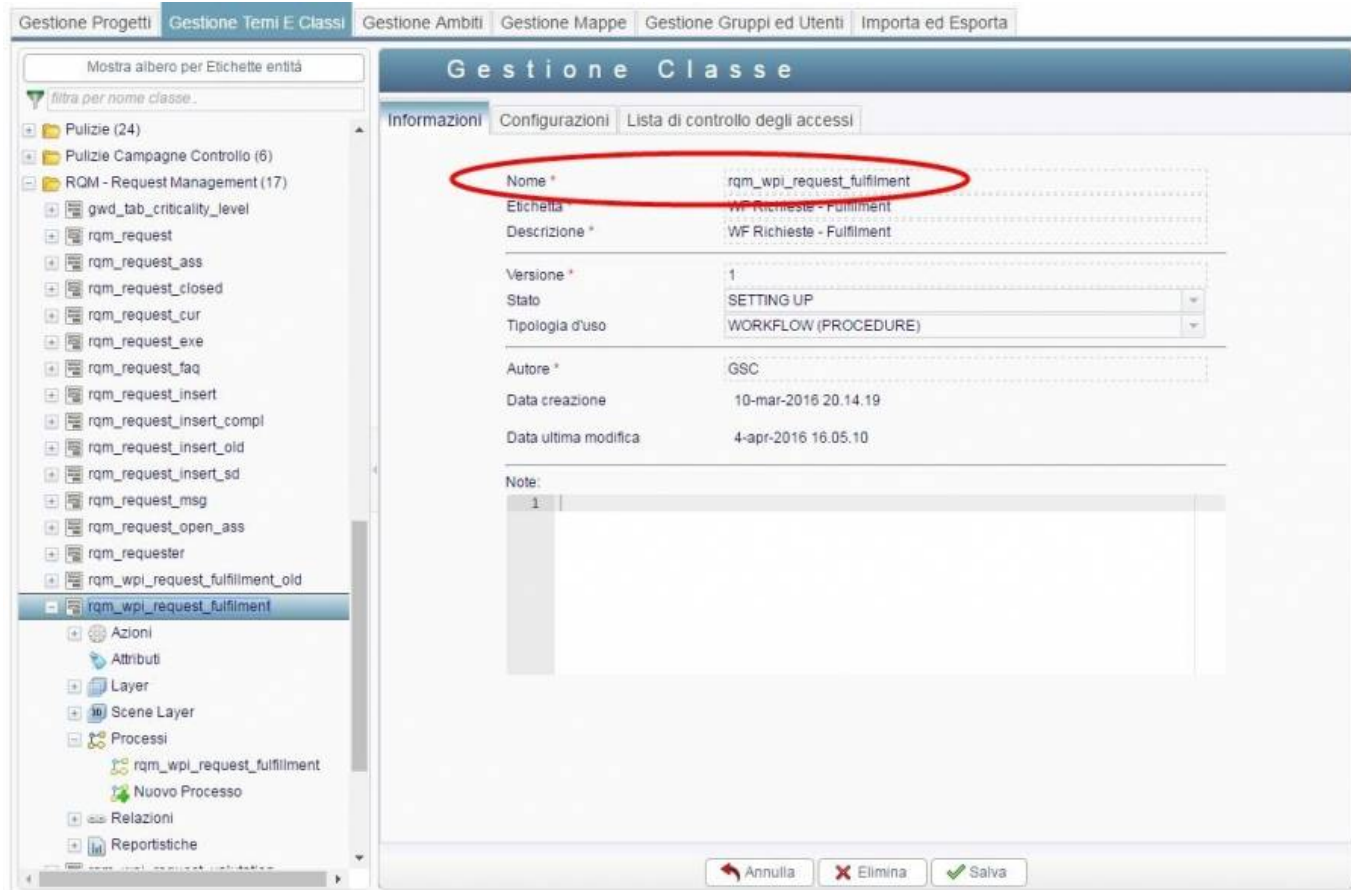 Gestione Progetti Gestione Temi E Classi Gestione Ambiti Gestione Mappe Gestione Gruppi ed Utenti Importa ed Esporta
Mostra albero per Etichette entitá
filtra per nome classe..
Pulizie (24)
Pulizie Campagne Controllo (6)
RQM - Request Management (17)
gwd_tab_criticality_level
rqm_request
rqm_request_ass
rqm_request_closed
rqm_request_cur
rqm_request_exe
rqm_request_faq
rqm_request_insert
rqm_request_insert_compl
rqm_request_insert_old
rqm_request_insert_sd
rqm_request_msg
rqm_request_open_ass
rqm_requester
rqm_wpi_request_fulfillment_old
rqm_wpi_request_fulfilment
Azioni
Attributi
Layer
3D Scene Layer
Processi
rqm_wpi_request_fulfillment
Nuovo Processo
Relazioni
Reportistiche
Gestione Classe
Informazioni Configurazioni Lista di controllo degli accessi
Nome * rqm_wpi_request_fulfilment
Etichetta WF Richieste - Fulfilment
Descrizione * WF Richieste - Fulfilment
Versione * 1
Stato SETTING UP
Tipologia d'uso WORKFLOW (PROCEDURE)
Autore * GSC
Data creazione 10-mar-2016 20.14.19
Data ultima modifica 4-apr-2016 16.05.10
Note:
1
Annulla Elimina Salva